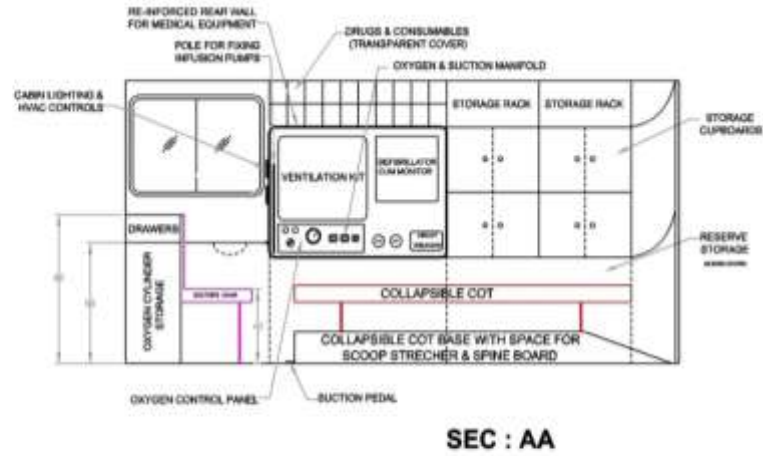 RE-INFORCED REAR WALL
FOR MEDICAL EQUIPMENT
DRUGS & CONSUMABLES
(TRANSPARENT COVER)
POLE FOR FIXING
INFUSION PUMPS
OXYGEN & SUCTION MANIFOLD
CABIN LIGHTING &
HVAC CONTROLS
STORAGE RACK
STORAGE RACK
STORAGE
CUPBOARDS
VENTILATION KIT
DEFIBRILLATOR
CUM MONITOR
DRAWERS
RESERVE
STORAGE
OXYGEN CYLINDER
STORAGE
COLLAPSIBLE COT
COLLAPSIBLE COT BASE WITH SPACE FOR
SCOOP STRECHER & SPINE BOARD
OXYGEN CONTROL PANEL
SUCTION PEDAL
SEC : AA